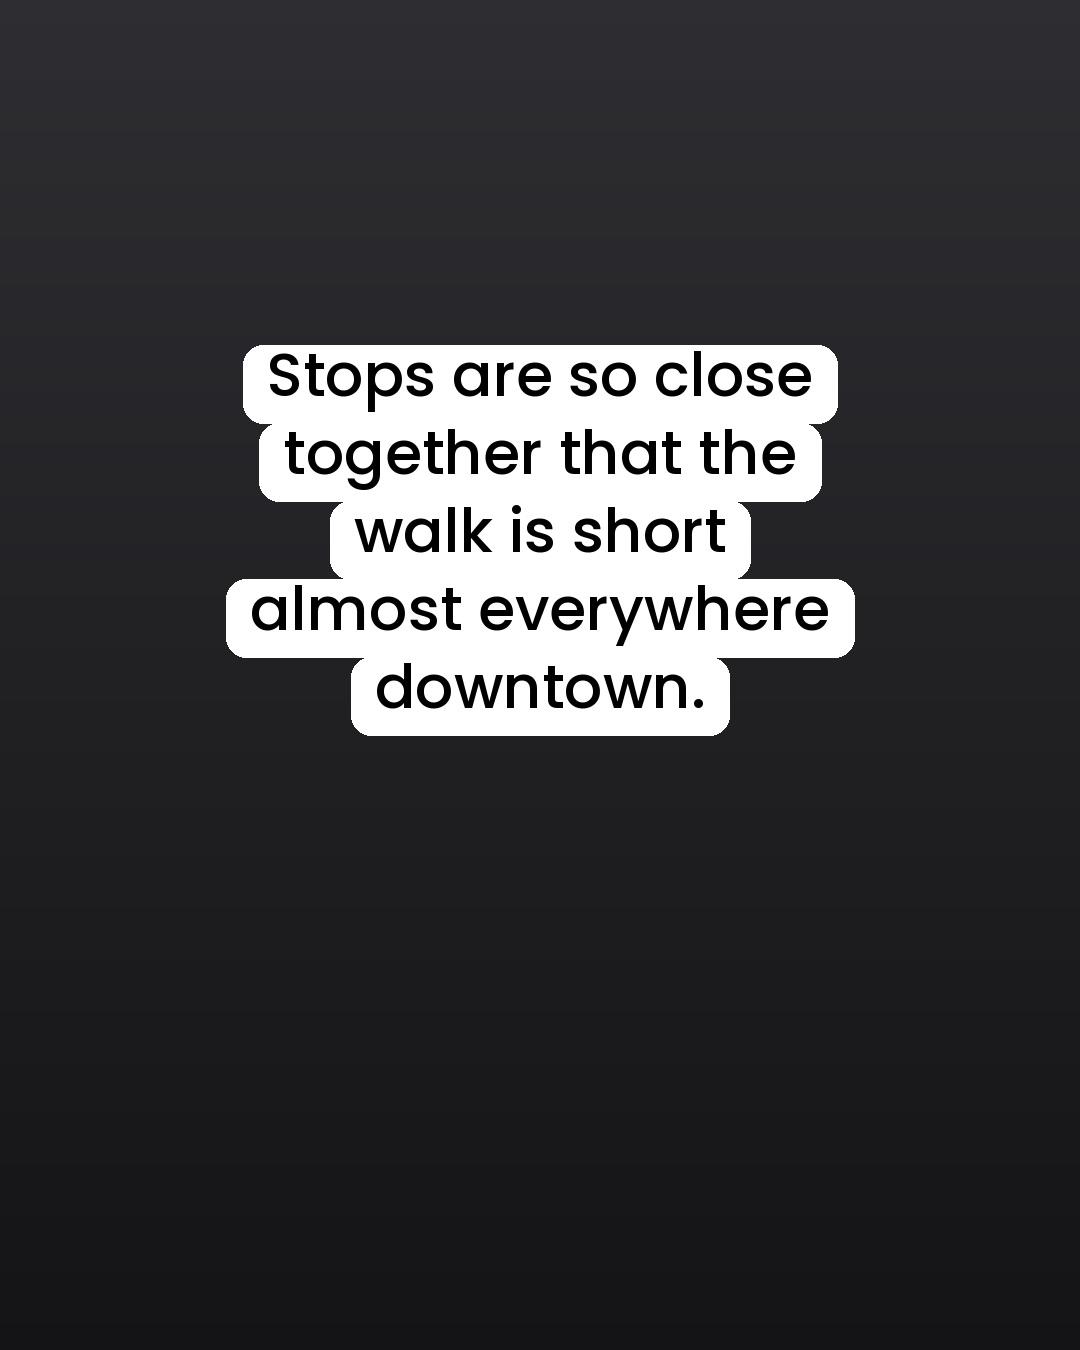 Stops are so close
together that the
walk is short
almost everywhere
downtown.